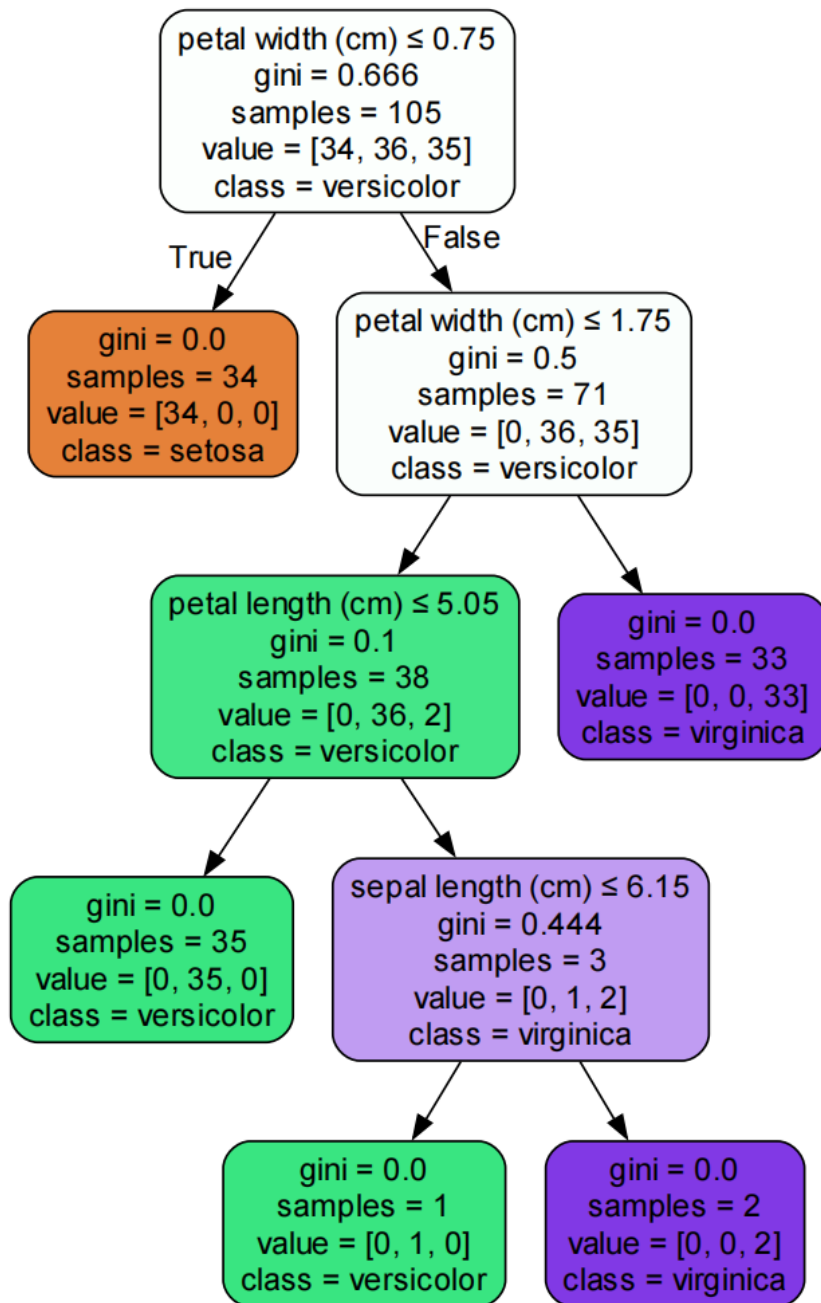 petal width (cm) ≤ 0.75
gini = 0.666
samples = 105
value = [34, 36, 35]
class = versicolor
True
False
gini = 0.0
samples = 34
value = [34, 0, 0]
class = setosa
petal width (cm) ≤ 1.75
gini = 0.5
samples = 71
value = [0, 36, 35]
class = versicolor
petal length (cm) ≤ 5.05
gini = 0.1
samples = 38
value = [0, 36, 2]
class = versicolor
gini = 0.0
samples = 33
value = [0, 0, 33]
class = virginica
gini = 0.0
samples = 35
value = [0, 35, 0]
class = versicolor
sepal length (cm) ≤ 6.15
gini = 0.444
samples = 3
value = [0, 1, 2]
class = virginica
gini = 0.0
samples = 1
value = [0, 1, 0]
class = versicolor
gini = 0.0
samples = 2
value = [0, 0, 2]
class = virginica